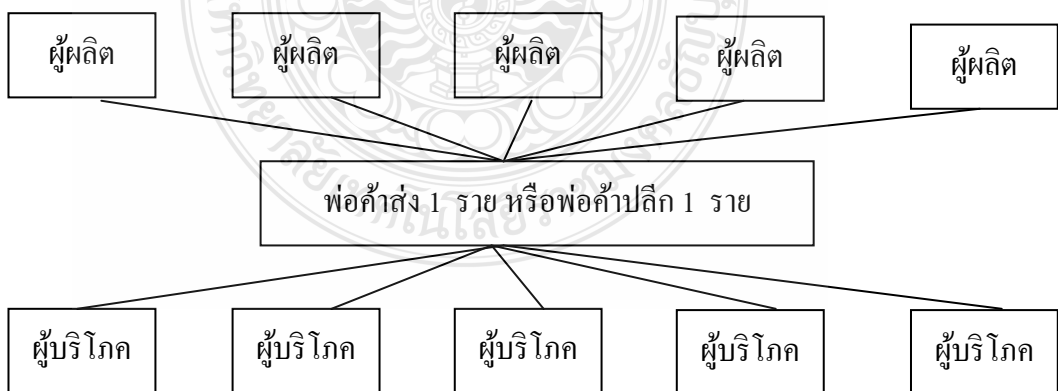 ผู้ผลิต ผู้ผลิต ผู้ผลิต ผู้ผลิต ผู้ผลิต
พ่อค้าส่ง 1 ราย หรือพ่อค้าปลีก 1 ราย
ผู้บริโภค ผู้บริโภค ผู้บริโภค ผู้บริโภค ผู้บริโภค